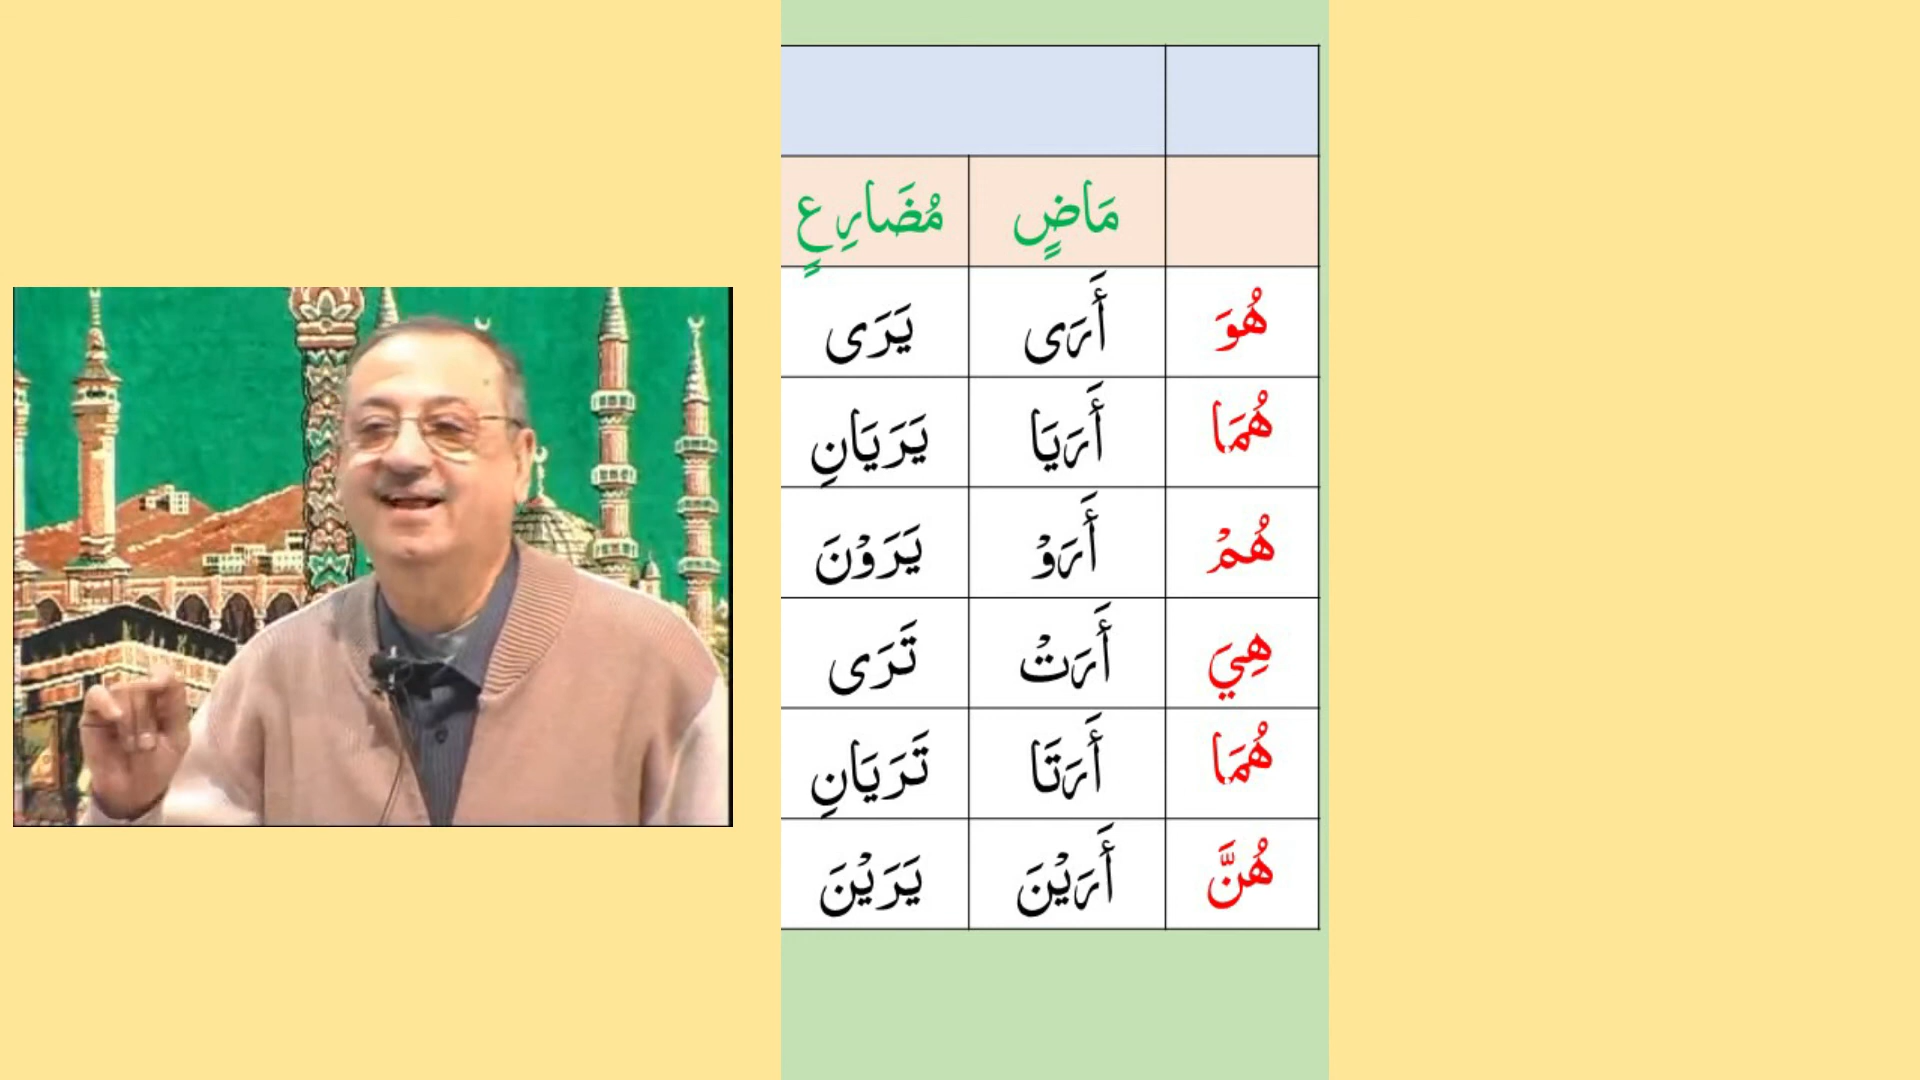 مَاضٍ مُضَارِعٍ
هُوَ أَرَى يَرَى
هُمَا أَرَيَا يَرَيَانِ
هُمْ أَرَوْ يَرَوْنَ
هِيَ أَرَتْ تَرَى
هُمَا أَرَتَا تَرَيَانِ
هُنَّ أَرَيْنَ يَرَيْنَ